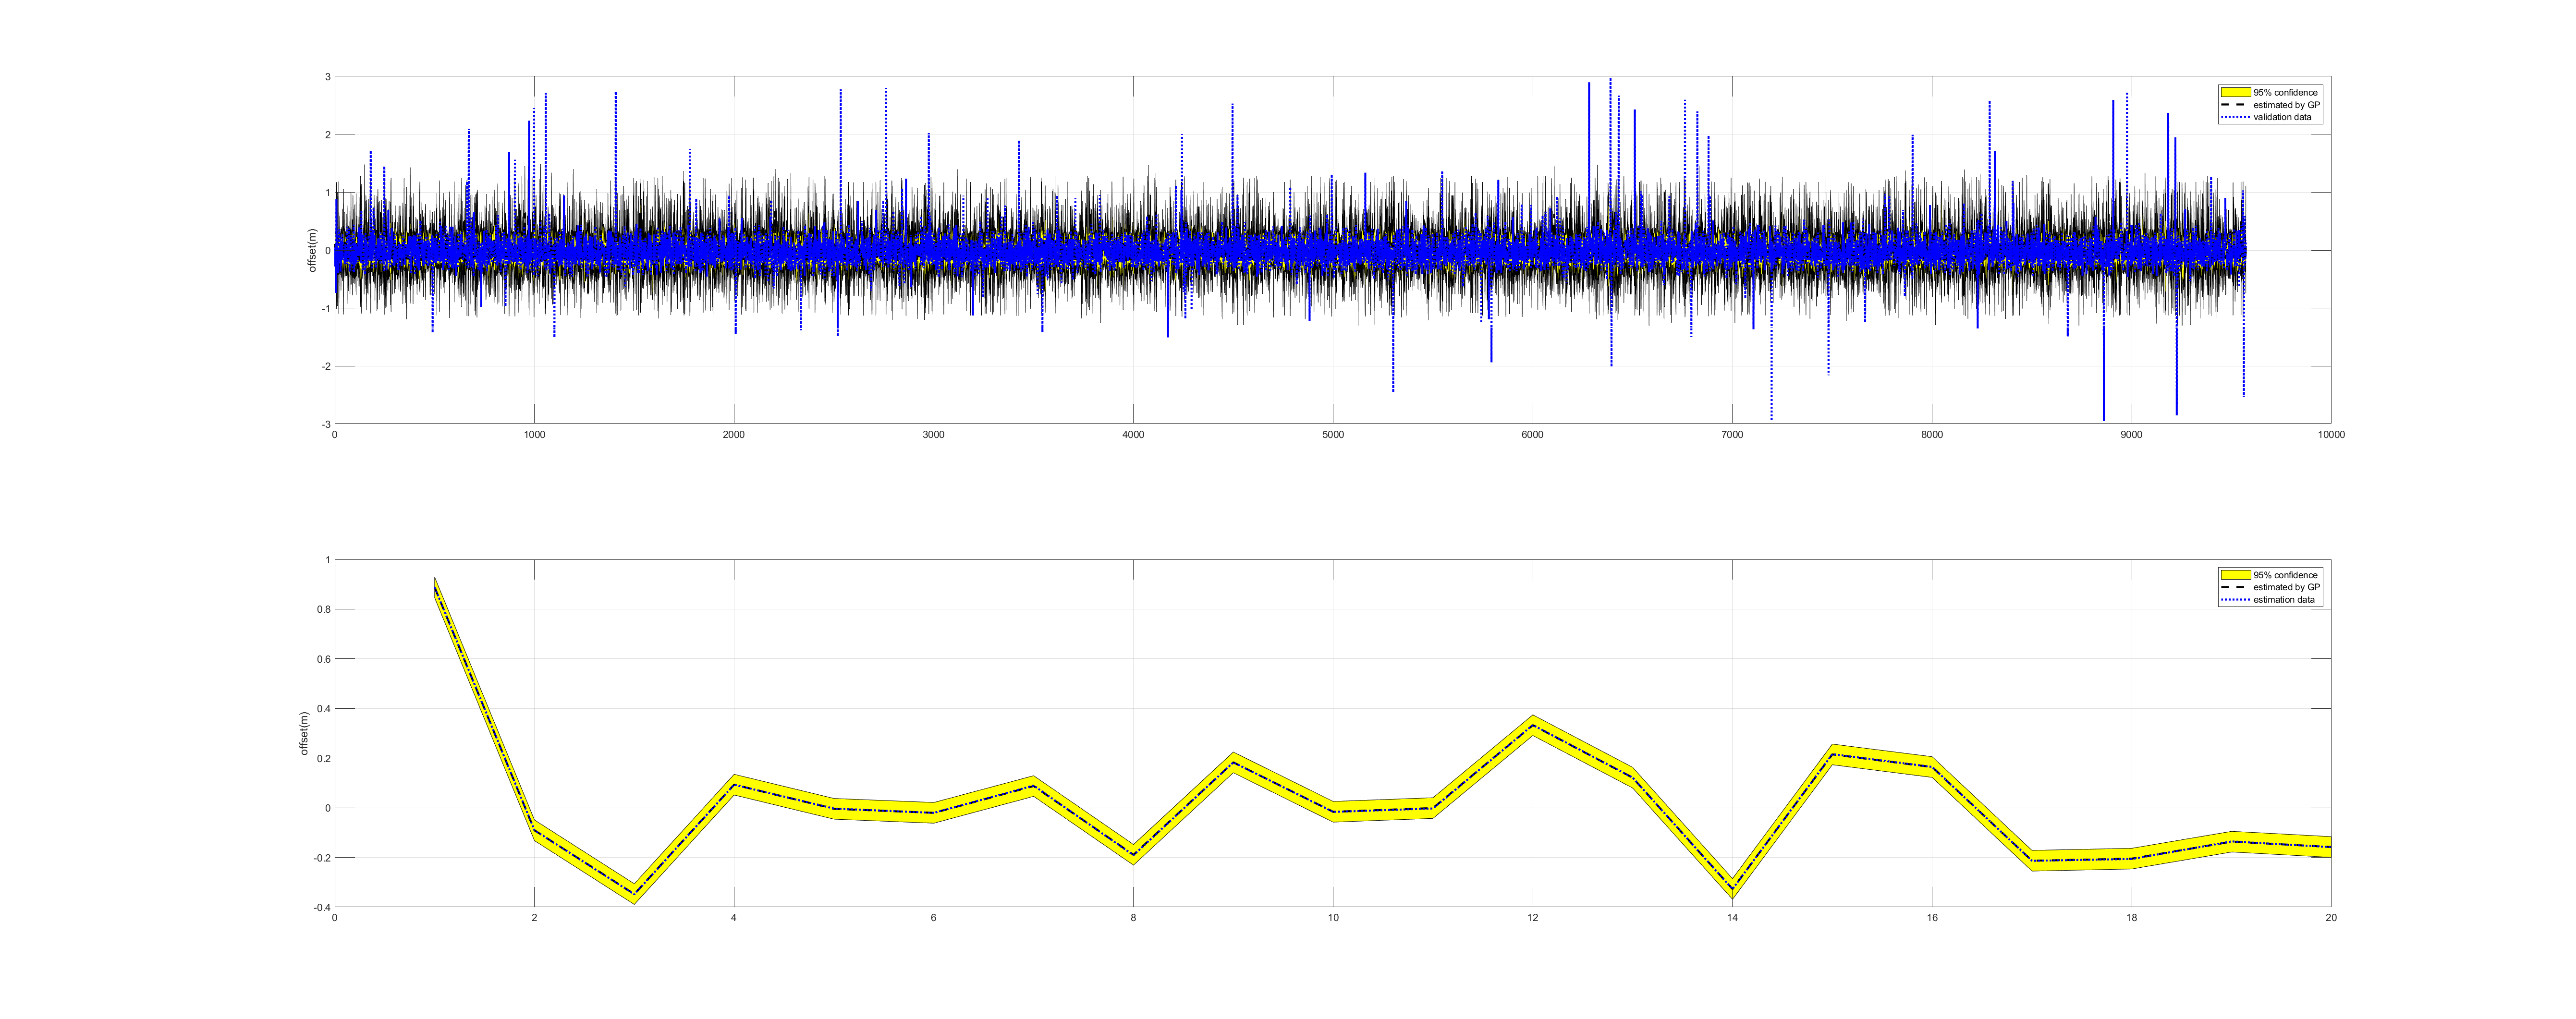 3
2
1
0
-1
-2
-3
offset(m)
0 1000 2000 3000 4000 5000 6000 7000 8000 9000 10000
95% confidence
estimated by GP
validation data
1
0.8
0.6
0.4
0.2
0
-0.2
-0.4
offset(m)
0 2 4 6 8 10 12 14 16 18 20
95% confidence
estimated by GP
estimation data